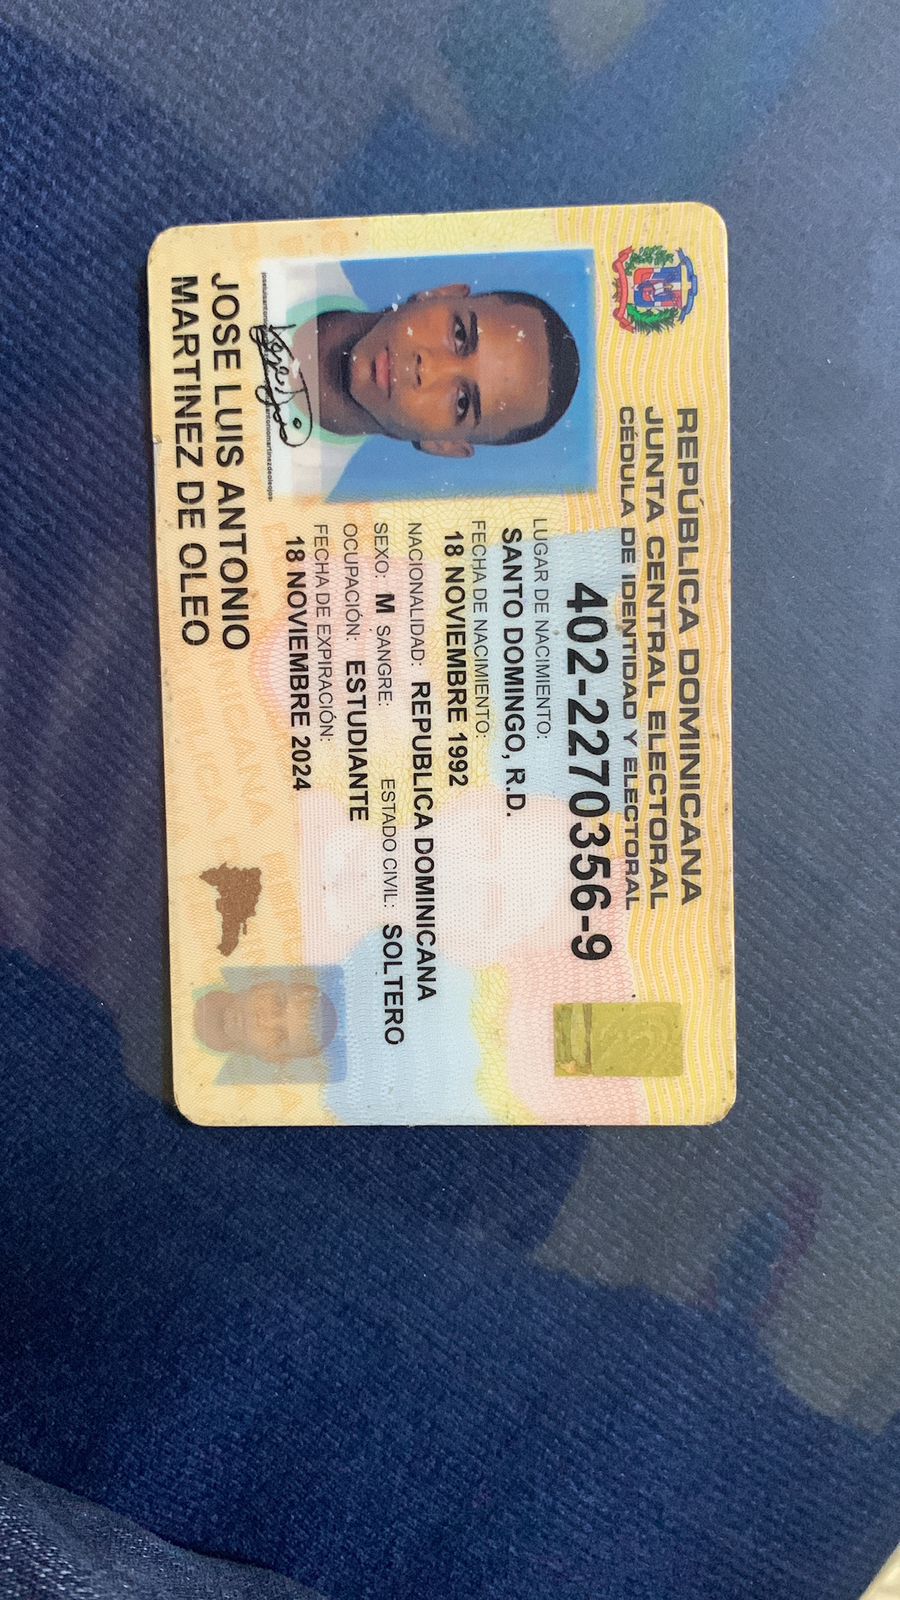 REPÚBLICA DOMINICANA
JUNTA CENTRAL ELECTORAL
CÉDULA DE IDENTIDAD Y ELECTORAL
402-2270356-9
LUGAR DE NACIMIENTO:
SANTO DOMINGO, R.D.
FECHA DE NACIMIENTO:
18 NOVIEMBRE 1992
NACIONALIDAD: REPUBLICA DOMINICANA
SEXO: M SANGRE: ESTADO CIVIL: SOLTERO
OCUPACIÓN: ESTUDIANTE
FECHA DE EXPIRACIÓN:
18 NOVIEMBRE 2024
JOSE LUIS ANTONIO
MARTINEZ DE OLEO